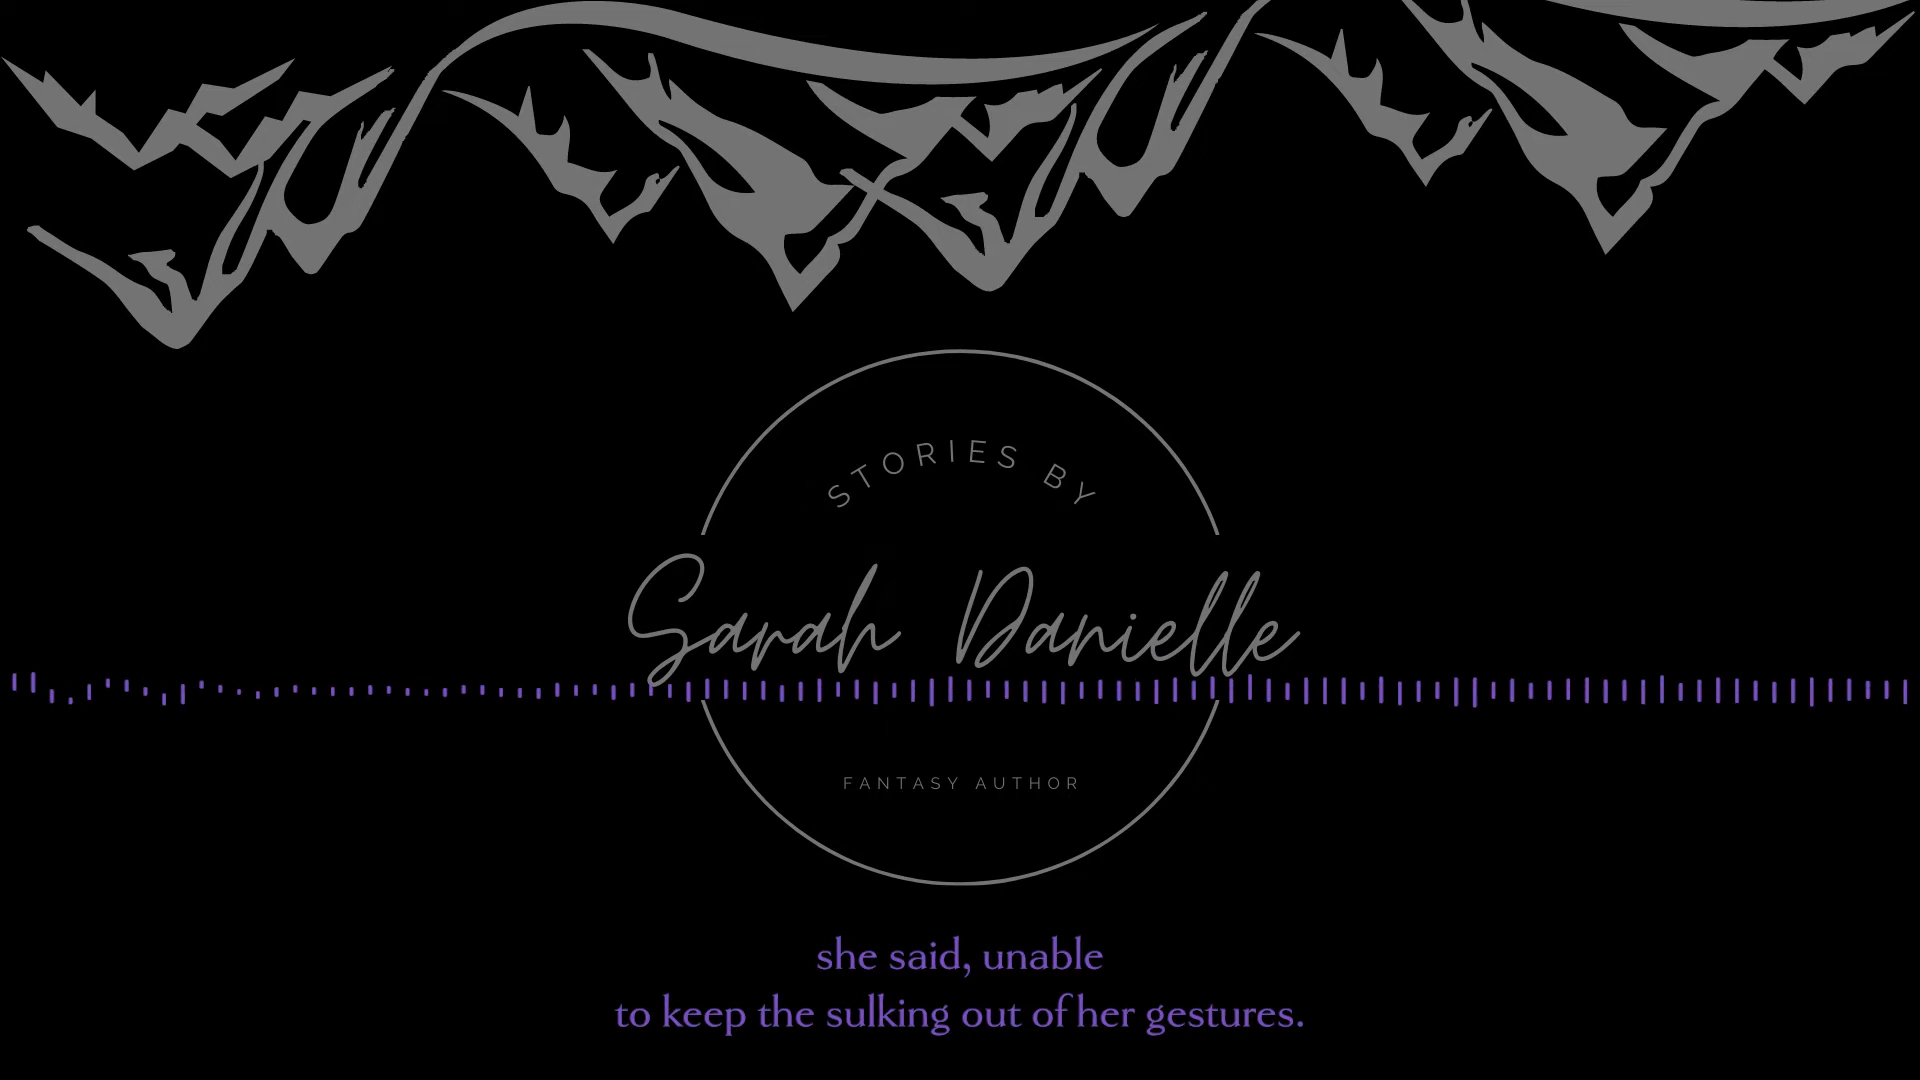 STORIES BY
Sarah Danielle
FANTASY AUTHOR
she said, unable
to keep the sulking out of her gestures.